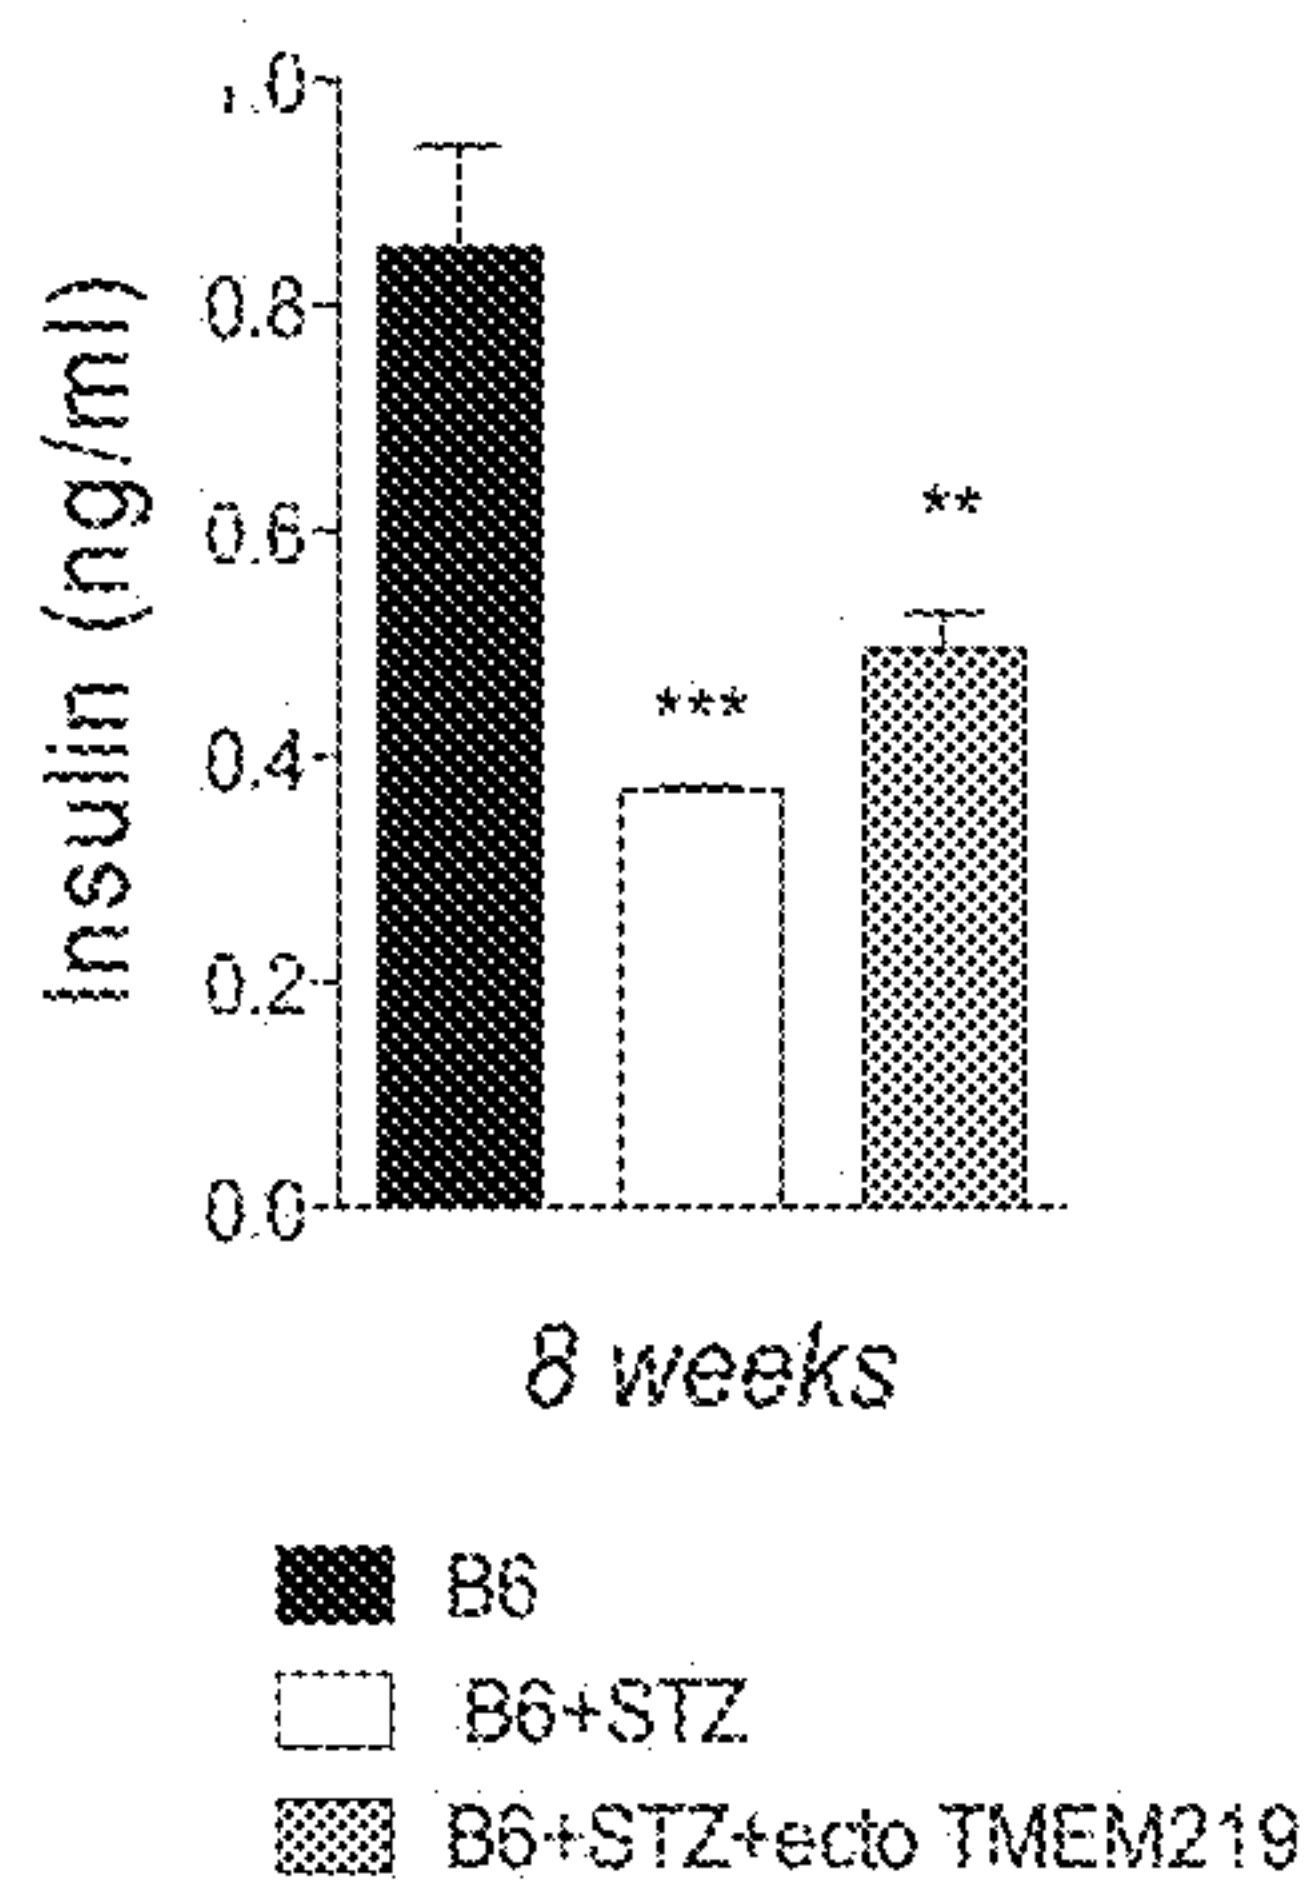 1.0
0.8
0.6
0.4
0.2
0.0
Insulin (ng/ml)
***
**
8 weeks
B6
B6+STZ
B6+STZ+ecto TMEM219